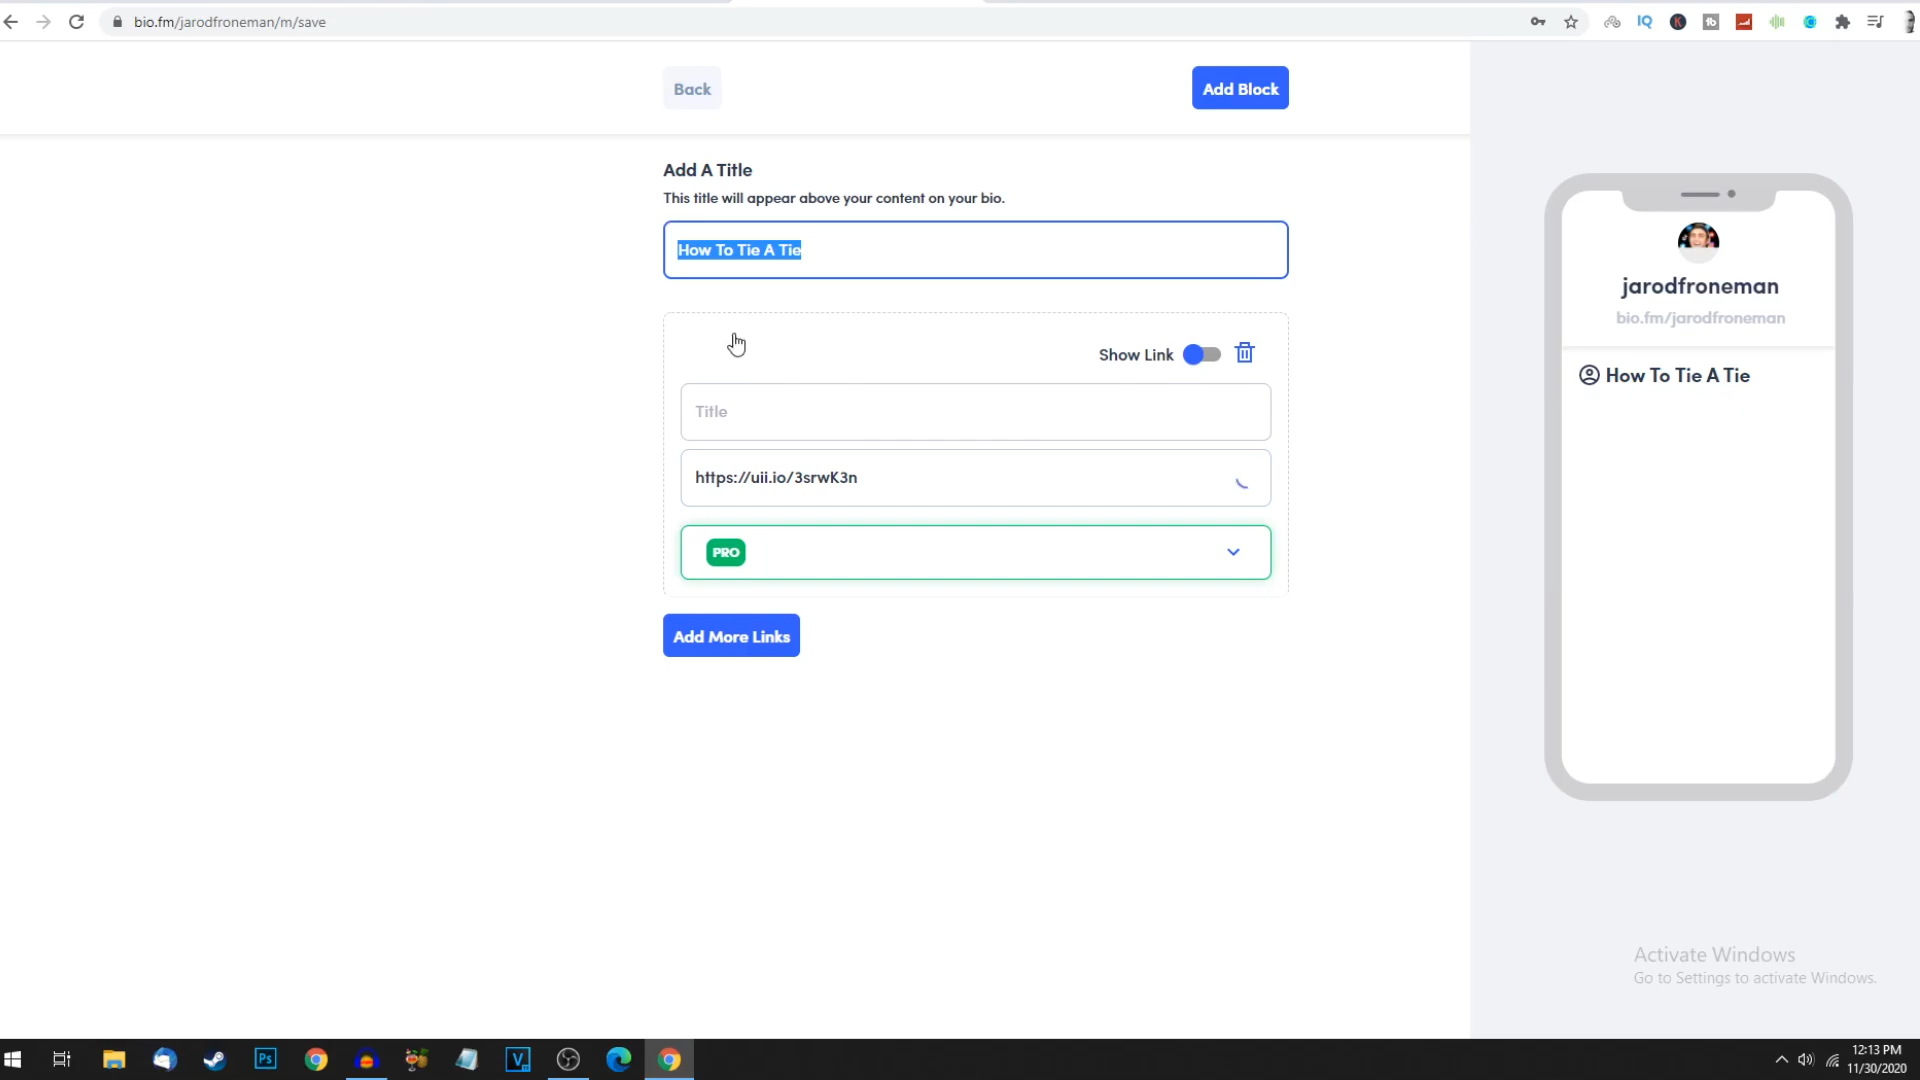 bio.fm/jarodfroneman/m/save
IQ
K
Back
Add Block
Add A Title
This title will appear above your content on your bio.
How To Tie A Tie
Show Link
Title
https://uii.io/3srwK3n
PRO
Add More Links
jarodfroneman
bio.fm/jarodfroneman
How To Tie A Tie
Activate Windows
Go to Settings to activate Windows.
Ps
V
12:13 PM
11/30/2020